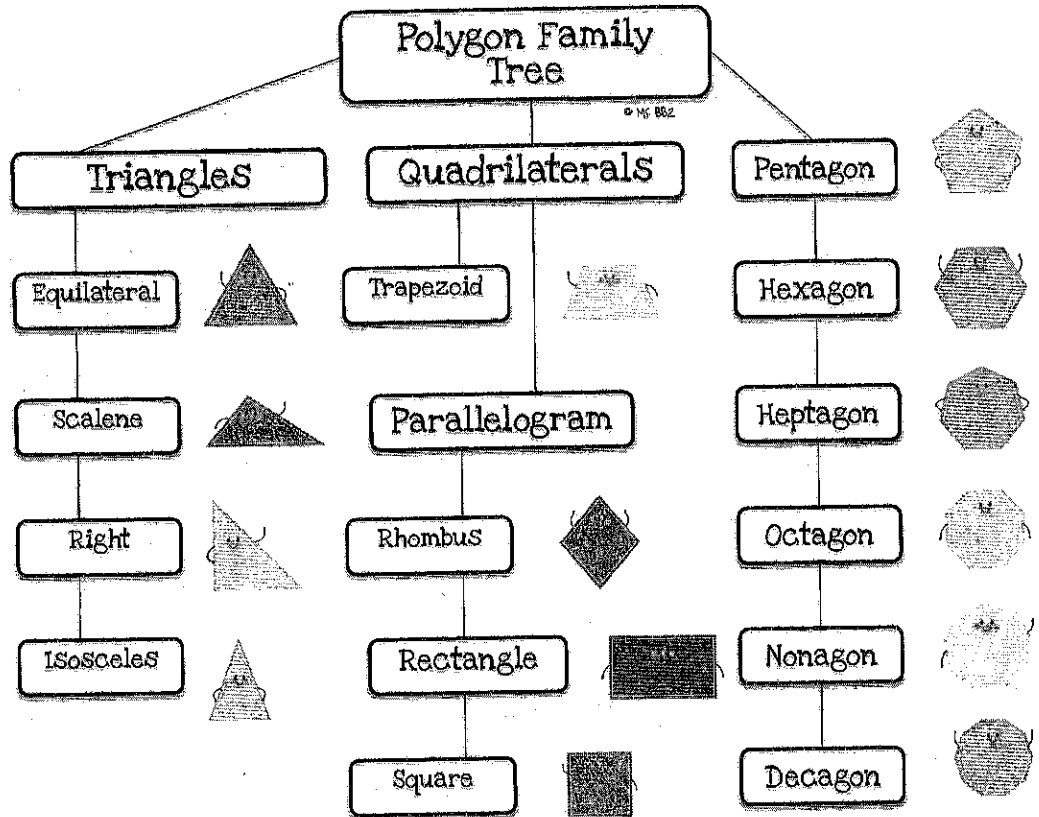 Polygon Family
Tree
© MS. BBZ
Triangles
Quadrilaterals
Pentagon
Equilateral
Trapezoid
Hexagon
Scalene
Parallelogram
Heptagon
Right
Rhombus
Octagon
Isosceles
Rectangle
Nonagon
Square
Decagon